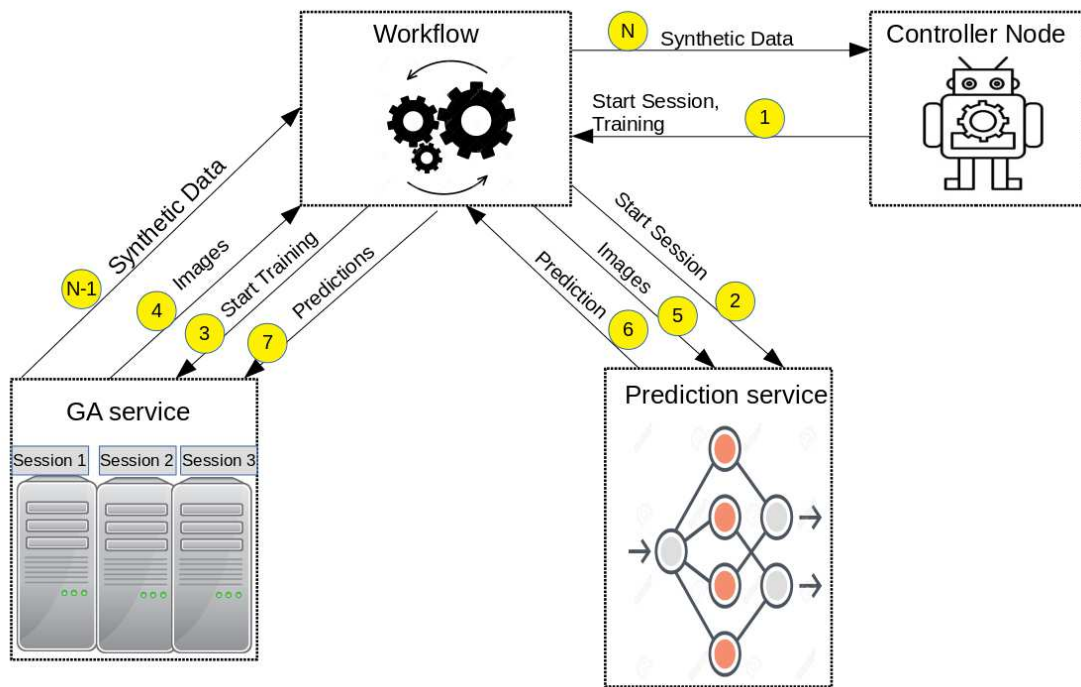 Workflow
Controller Node
N
Synthetic Data
Start Session,
Training
1
Synthetic Data
N-1
Images
4
Start Training
3
Predictions
7
Prediction
6
Images
5
Start Session
2
GA service
Session 1
Session 2
Session 3
Prediction service